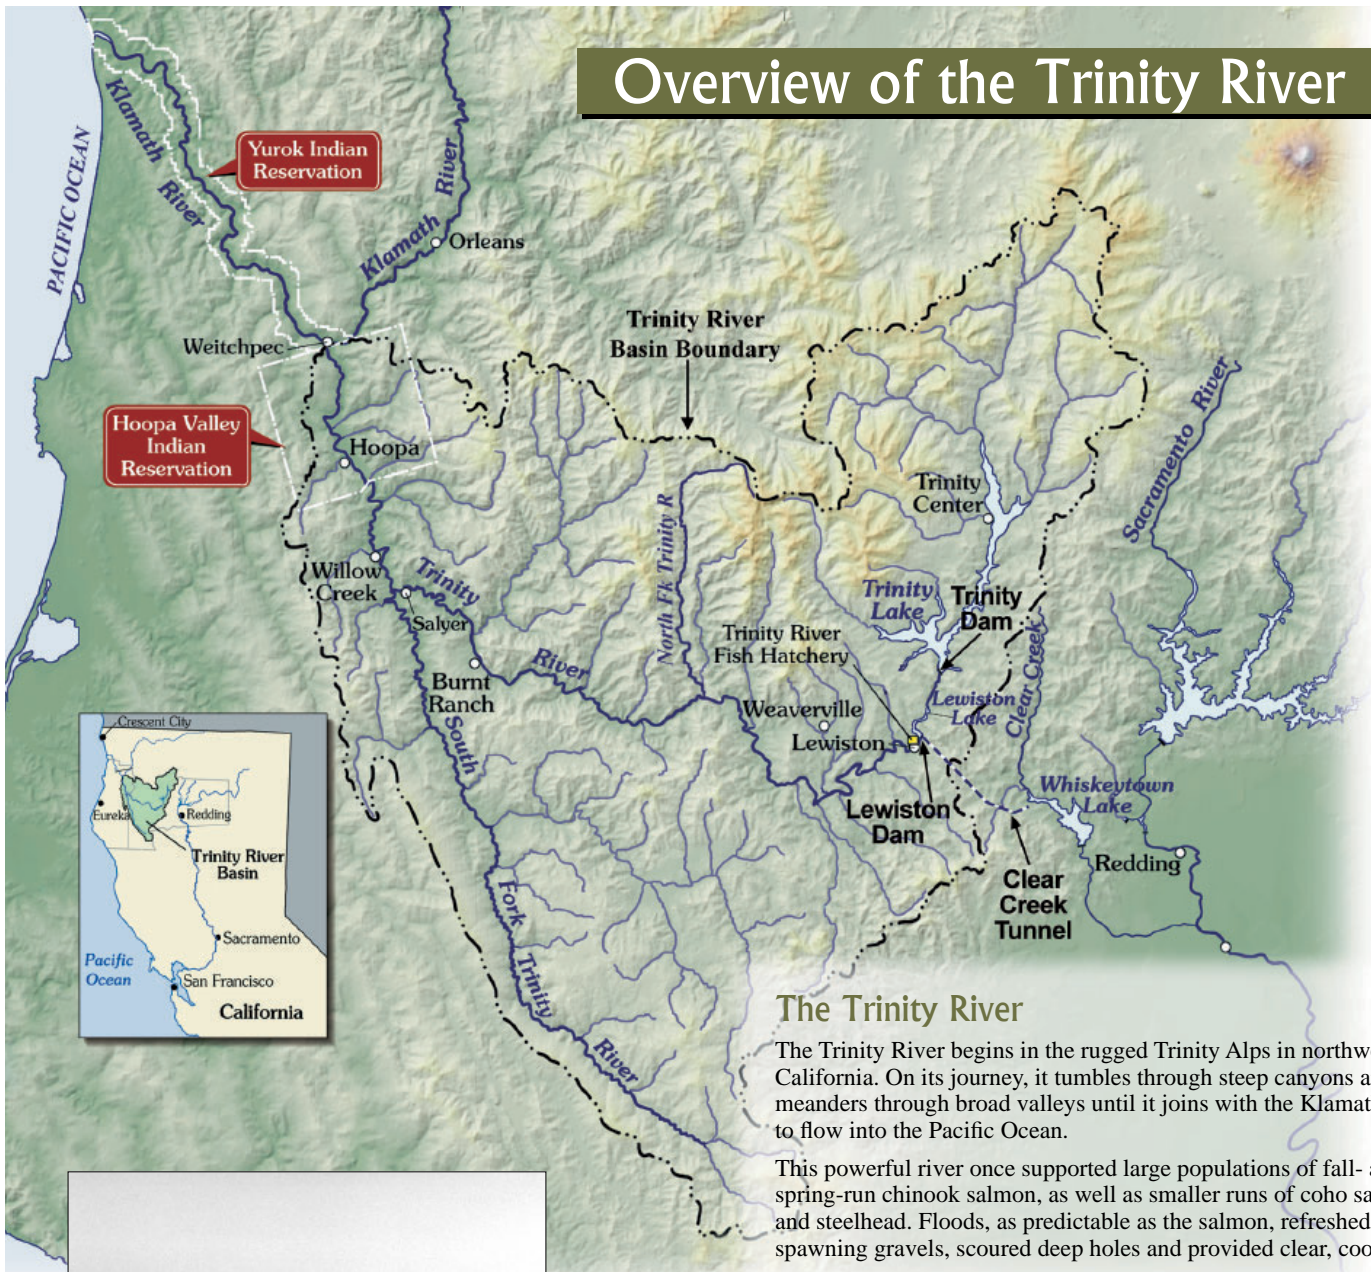 Overview of the Trinity River
PACIFIC OCEAN
Klamath
River
Yurok Indian
Reservation
Klamath
River
Orleans
Weitchpec
Trinity River
Basin Boundary
Hoopa Valley
Indian
Reservation
Hoopa
Willow
Creek
Trinity
River
Salyer
Burnt
Ranch
South
Fork
Trinity
River
North Fk Trinity R
Trinity
Center
Trinity
Lake
Trinity
Dam
Trinity River
Fish Hatchery
Lewiston
Lake
Weaverville
Lewiston
Lewiston
Dam
Clear Creek
Sacramento River
Whiskeytown
Lake
Redding
Clear
Creek
Tunnel
Crescent City
Eureka
Redding
Trinity River
Basin
Sacramento
San Francisco
Pacific
Ocean
California
The Trinity River
The Trinity River begins in the rugged Trinity Alps in northw
California. On its journey, it tumbles through steep canyons a
meanders through broad valleys until it joins with the Klamat
to flow into the Pacific Ocean.
This powerful river once supported large populations of fall- a
spring-run chinook salmon, as well as smaller runs of coho sa
and steelhead. Floods, as predictable as the salmon, refreshed
spawning gravels, scoured deep holes and provided clear, coo